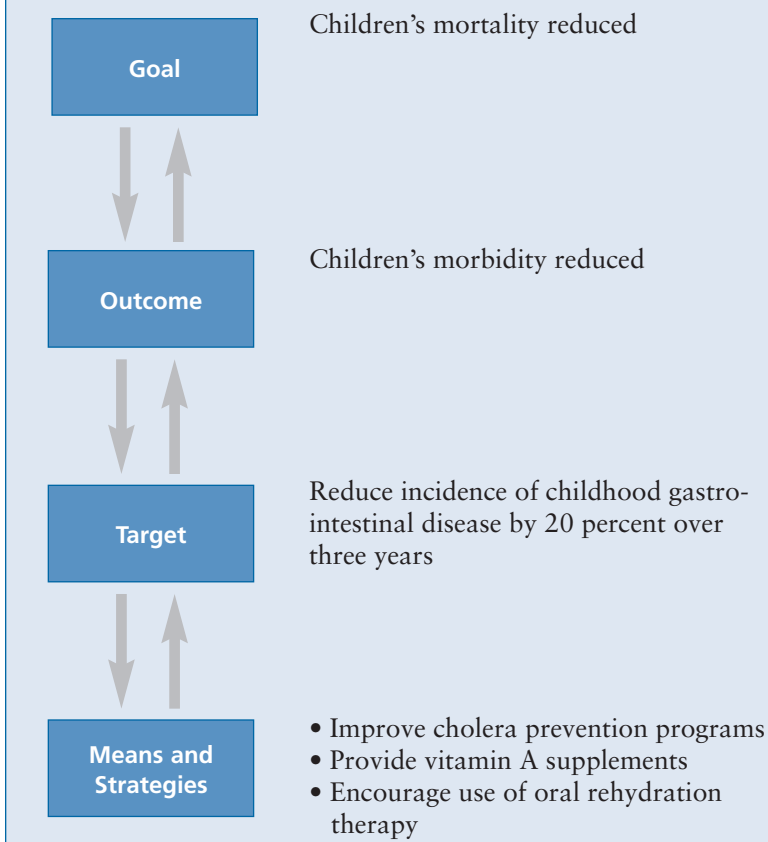 Goal
Children’s mortality reduced
Outcome
Children’s morbidity reduced
Target
Reduce incidence of childhood gastro-
intestinal disease by 20 percent over
three years
Means and
Strategies
• Improve cholera prevention programs
• Provide vitamin A supplements
• Encourage use of oral rehydration
therapy